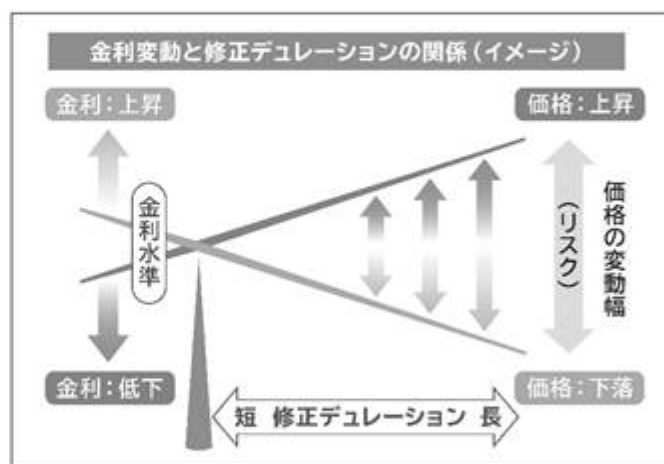 金利変動と修正デュレーションの関係（イメージ）
金利：上昇
価格：上昇
金利水準
価格の変動幅
（リスク）
金利：低下
価格：下落
短 修正デュレーション 長